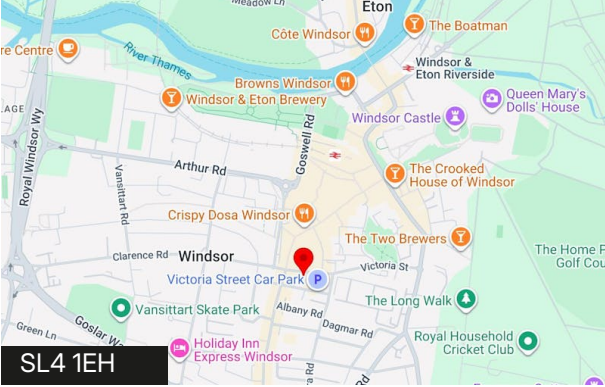 Meadow Ln
Eton
Côte Windsor
The Boatman
re Centre
River Thames
Windsor &
Eton Riverside
Browns Windsor
Queen Mary's
Dolls' House
Windsor & Eton Brewery
Windsor Castle
LAGE
Royal Windsor Wy
Goswell Rd
Arthur Rd
The Crooked
House of Windsor
Vansittart Rd
Crispy Dosa Windsor
The Two Brewers
Clarence Rd
Windsor
The Home P
Golf Cou
Victoria St
Victoria Street Car Park
P
Vansittart Skate Park
The Long Walk
Albany Rd
Dagmar Rd
Green Ln
Goslar Way
Royal Household
Cricket Club
Holiday Inn
Express Windsor
SL4 1EH
Rd